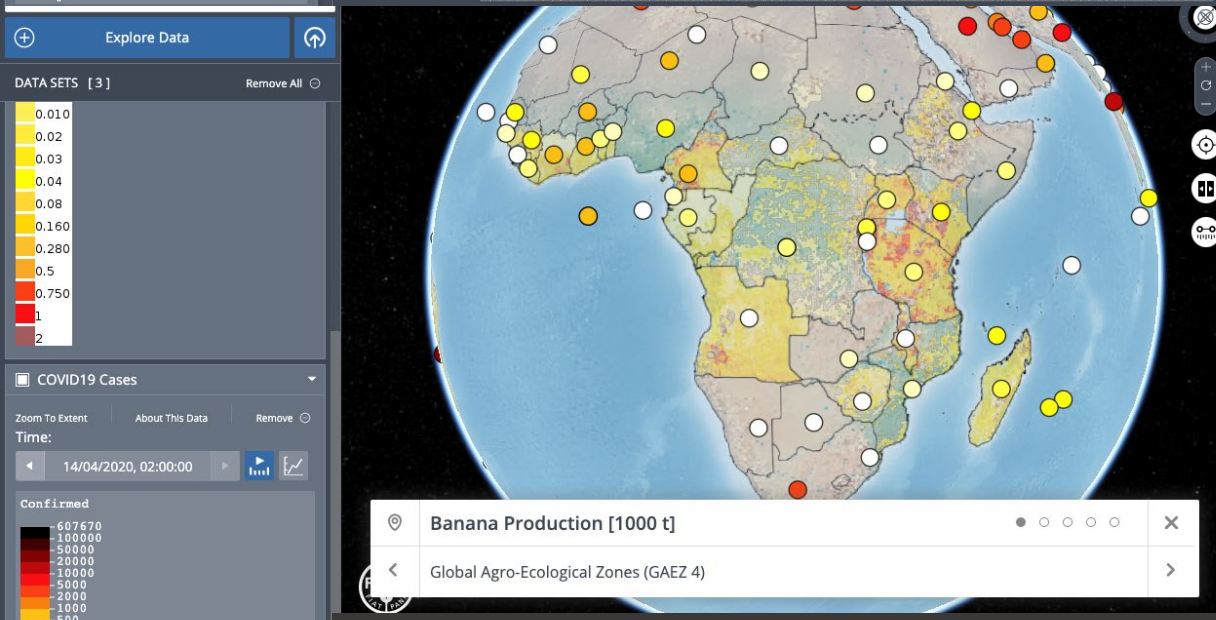 Explore Data
DATA SETS [ 3 ]
Remove All
0.010
0.02
0.03
0.04
0.08
0.160
0.280
0.5
0.750
1
2
COVID19 Cases
Zoom To Extent
About This Data
Remove
Time:
14/04/2020, 02:00:00
Confirmed
607670
100000
50000
20000
10000
5000
2000
1000
500
Banana Production [1000 t]
Global Agro-Ecological Zones (GAEZ 4)